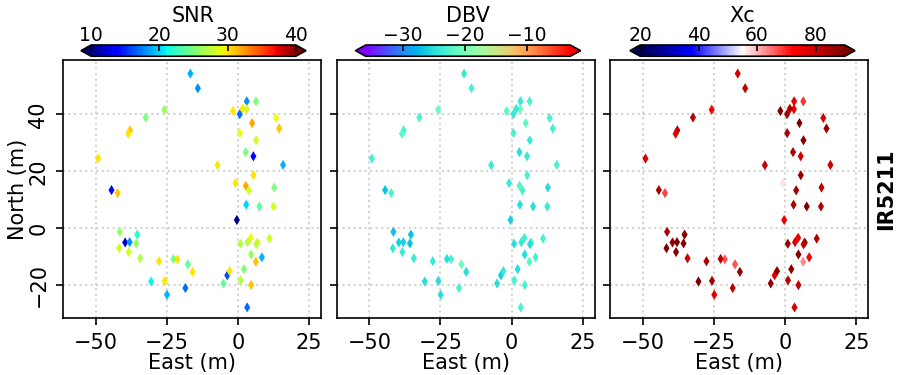 SNR DBV Xc
10 20 30 40 −30 −20 −10 20 40 60 80
North (m)
40
20
0
−20
IR5211
−50 −25 0 25 −50 −25 0 25 −50 −25 0 25
East (m) East (m) East (m)